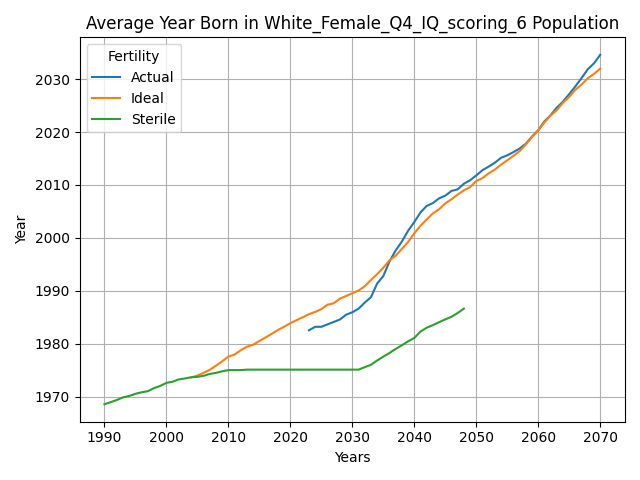 Average Year Born in White_Female_Q4_IQ_scoring_6 Population
Fertility
Actual
Ideal
Sterile
2030
2020
2010
2000
1990
1980
1970
Year
1990 2000 2010 2020 2030 2040 2050 2060 2070
Years